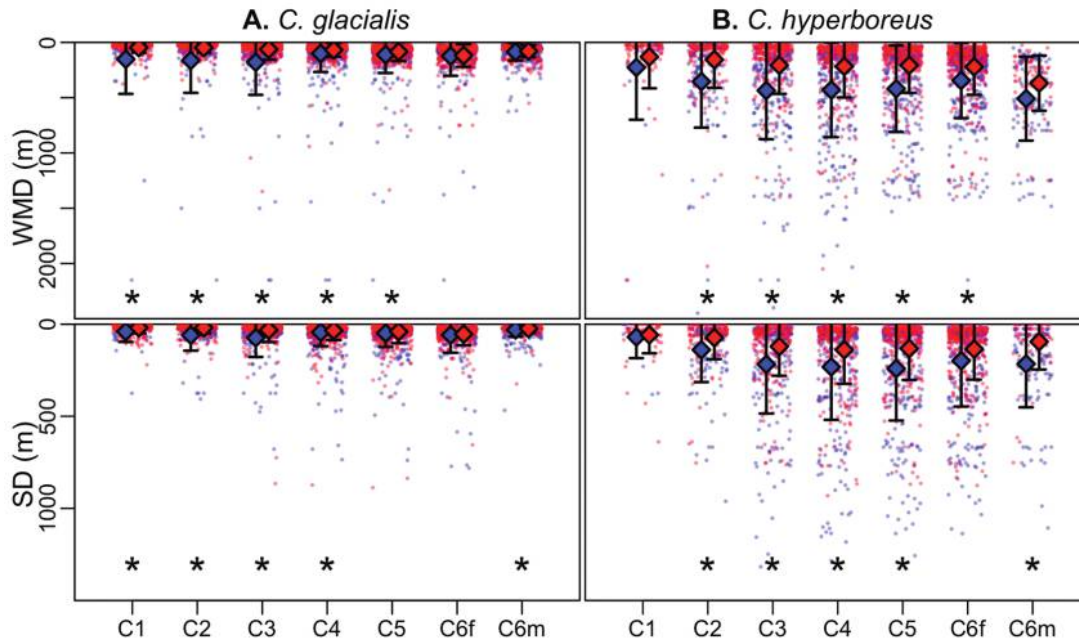 A. C. glacialis
B. C. hyperboreus
WMD (m)
0
1000
2000
* * * * *
* * * * *
SD (m)
0
500
1000
* * * * *
* * * * *
C1 C2 C3 C4 C5 C6f C6m
C1 C2 C3 C4 C5 C6f C6m